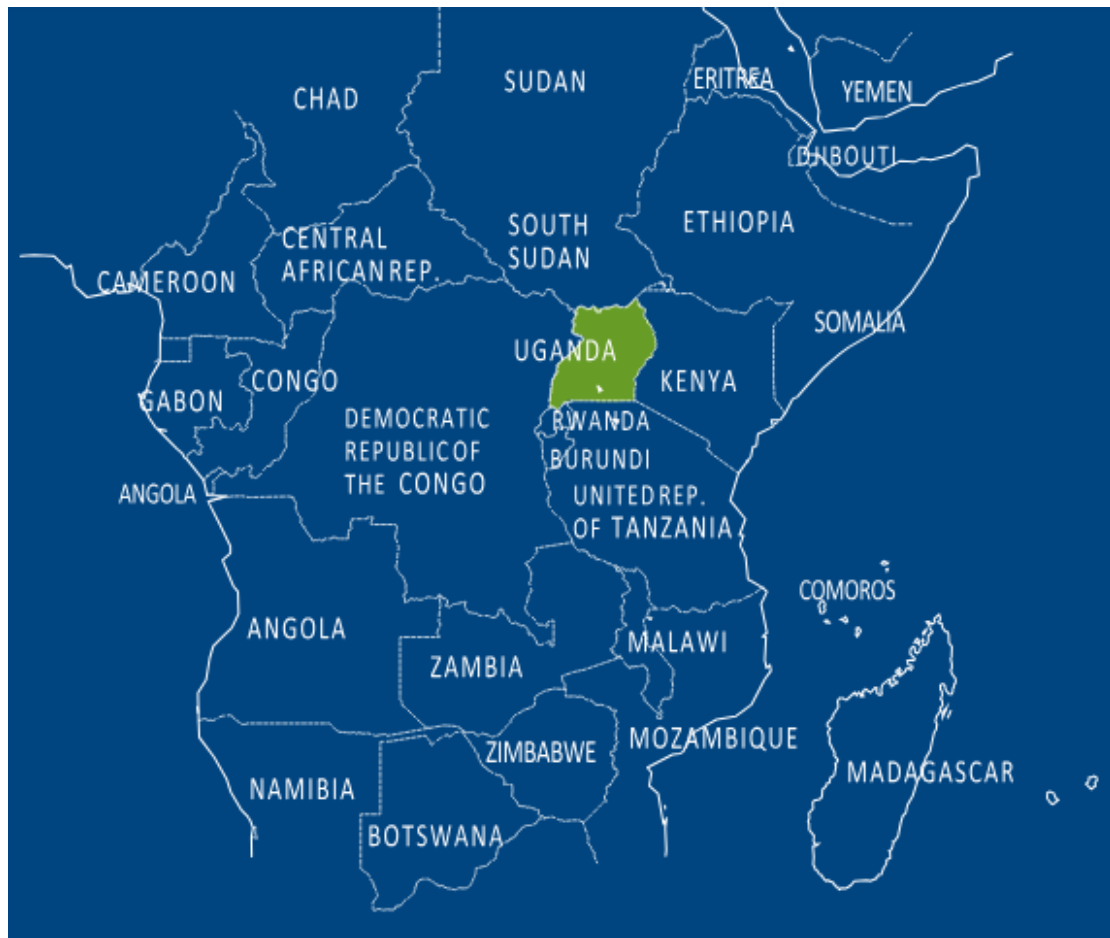 SUDAN
ERITREA
YEMEN
CHAD
DJIBOUTI
SOUTH
SUDAN
ETHIOPIA
CENTRAL
AFRICAN REP.
CAMEROON
SOMALIA
UGANDA
KENYA
CONGO
GABON
DEMOCRATIC
REPUBLIC OF
THE CONGO
RWANDA
BURUNDI
ANGOLA
UNITED REP.
OF TANZANIA
COMOROS
ANGOLA
MALAWI
ZAMBIA
MOZAMBIQUE
ZIMBABWE
MADAGASCAR
NAMIBIA
BOTSWANA